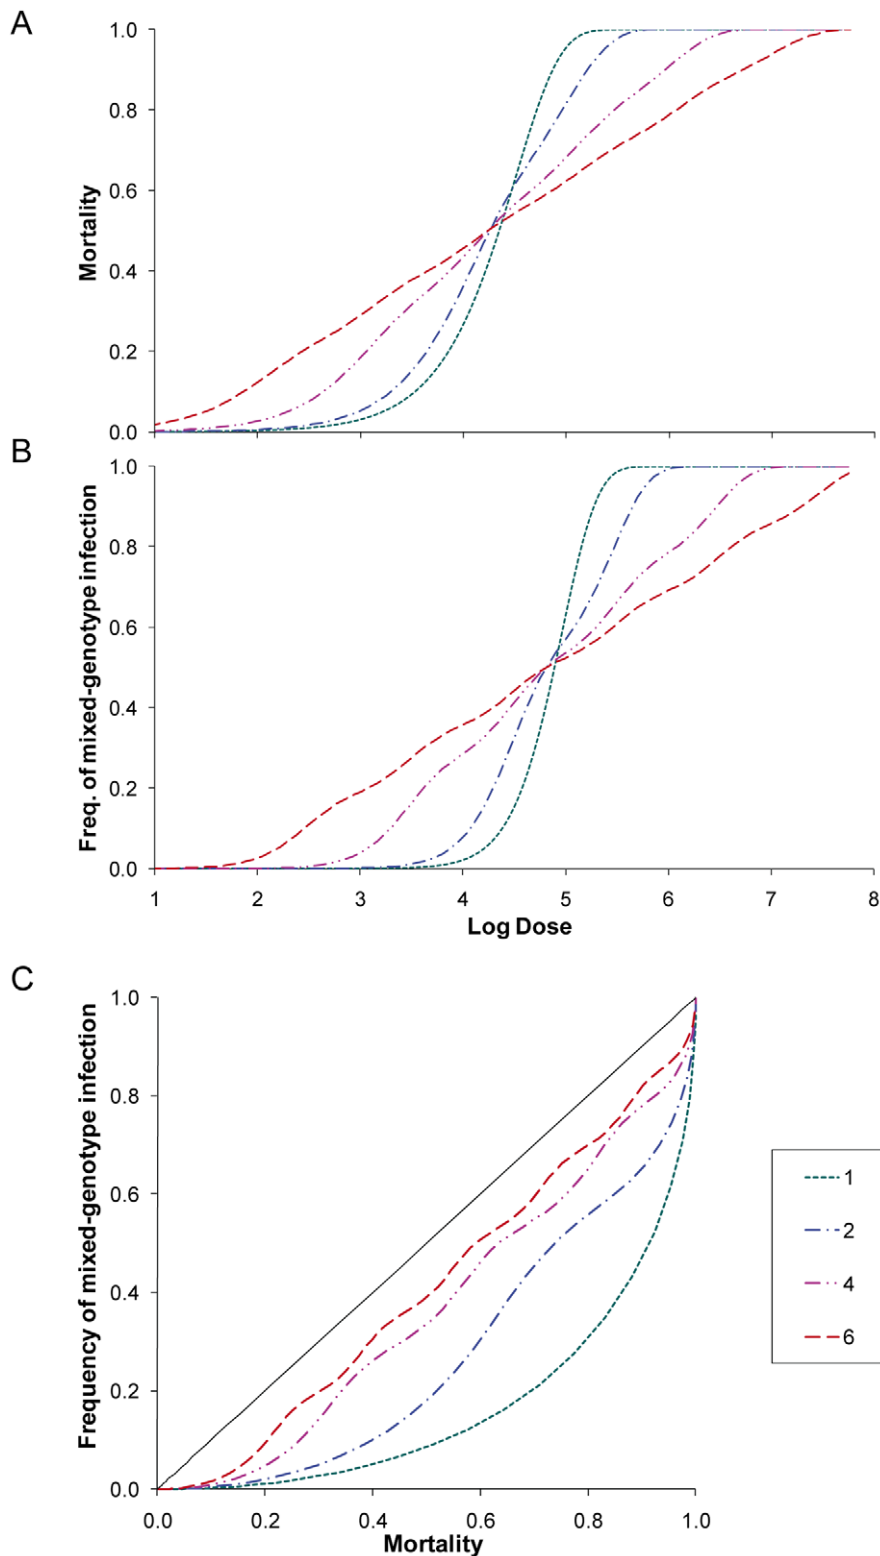 A
1.0
0.8
0.6
0.4
0.2
0.0
Mortality
B
1.0
0.8
0.6
0.4
0.2
0.0
Freq. of mixed-genotype infection
1 2 3 4 5 6 7 8
Log Dose
C
1.0
0.8
0.6
0.4
0.2
0.0
Frequency of mixed-genotype infection
0.0 0.2 0.4 0.6 0.8 1.0
Mortality
1
2
4
6